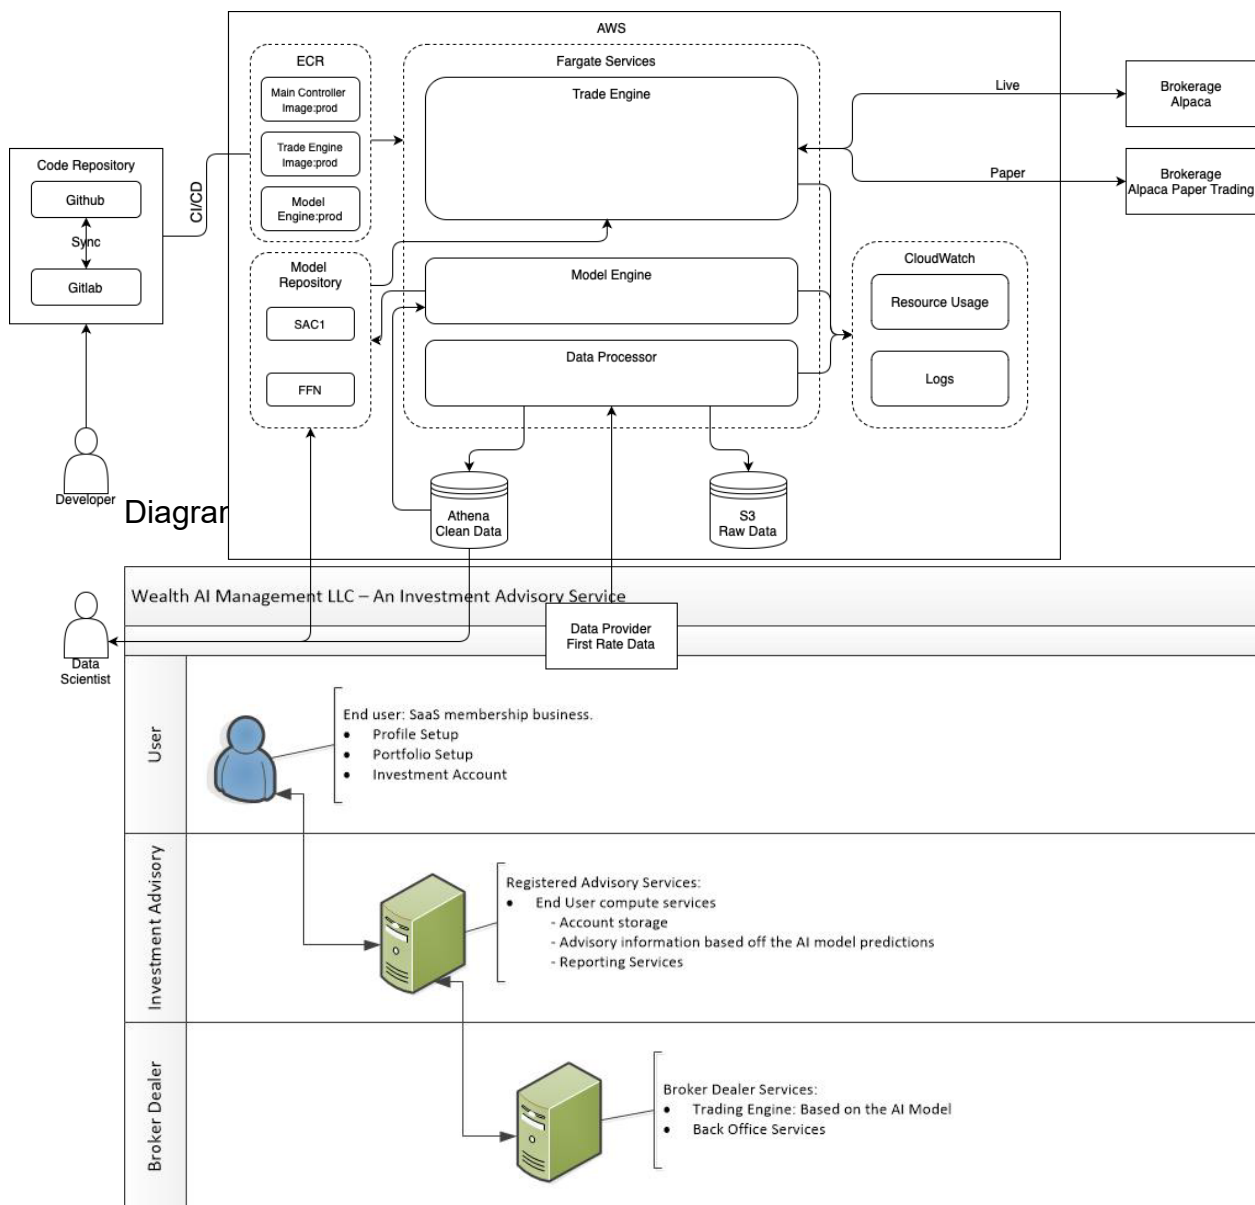 AWS
ECR
Main Controller
Image:prod
Trade Engine
Image:prod
Model
Engine:prod
Fargate Services
Trade Engine
Model Engine
Data Processor
Live
Paper
Brokerage
Alpaca
Brokerage
Alpaca Paper Trading
Code Repository
Github
Sync
Gitlab
CI/CD
Model
Repository
SAC1
FFN
CloudWatch
Resource Usage
Logs
Developer
Athena
Clean Data
S3
Raw Data
Diagrar
Wealth AI Management LLC – An Investment Advisory Service
Data Provider
First Rate Data
Data
Scientist
User
End user: SaaS membership business.
● Profile Setup
● Portfolio Setup
● Investment Account
Investment Advisory
Registered Advisory Services:
● End User compute services
- Account storage
- Advisory information based off the AI model predictions
- Reporting Services
Broker Dealer
Broker Dealer Services:
● Trading Engine: Based on the AI Model
● Back Office Services